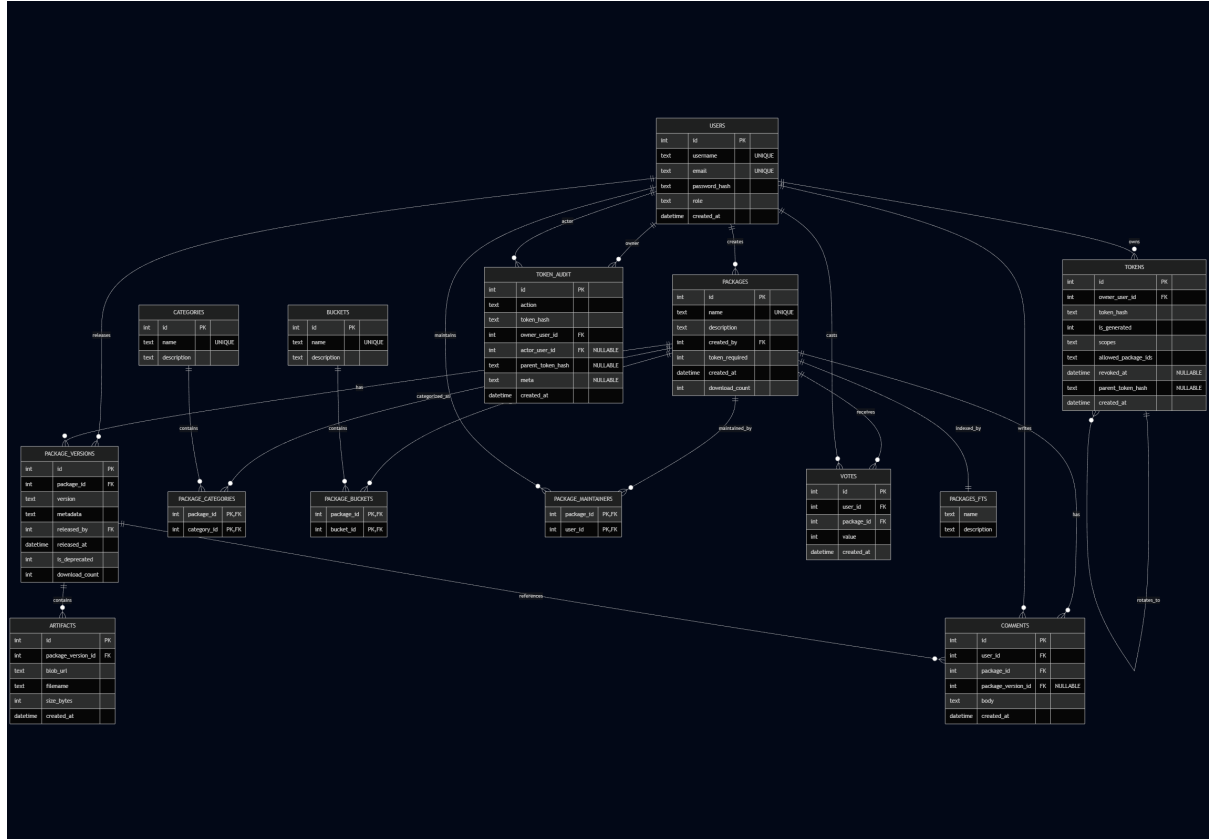 USERS
int id PK
text username UNIQUE
text email UNIQUE
text password_hash
text role
datetime created_at
actor
owner
creates
owns
TOKEN_AUDIT
int id PK
text action
text token_hash
int owner_user_id FK
int actor_user_id FK NULLABLE
text parent_token_hash NULLABLE
text meta NULLABLE
datetime created_at
PACKAGES
int id PK
text name UNIQUE
text description
int created_by FK
int token_required
datetime created_at
int download_count
TOKENS
int id PK
int owner_user_id FK
text token_hash
int is_generated
text scopes
text allowed_package_ids
datetime revoked_at NULLABLE
text parent_token_hash NULLABLE
datetime created_at
CATEGORIES
int id PK
text name UNIQUE
text description
BUCKETS
int id PK
text name UNIQUE
text description
releases
maintains
casts
has
categorized_as
contains
contains
maintained_by
receives
indexed_by
writes
PACKAGE_VERSIONS
int id PK
int package_id FK
text version
text metadata
int released_by FK
datetime released_at
int is_deprecated
int download_count
PACKAGE_CATEGORIES
int package_id PK,FK
int category_id PK,FK
PACKAGE_BUCKETS
int package_id PK,FK
int bucket_id PK,FK
PACKAGE_MAINTAINERS
int package_id PK,FK
int user_id PK,FK
VOTES
int id PK
int user_id FK
int package_id FK
int value
datetime created_at
PACKAGES_FTS
text name
text description
has
contains
references
rotates_to
ARTIFACTS
int id PK
int package_version_id FK
text blob_uri
text filename
int size_bytes
datetime created_at
COMMENTS
int id PK
int user_id FK
int package_id FK
int package_version_id FK NULLABLE
text body
datetime created_at